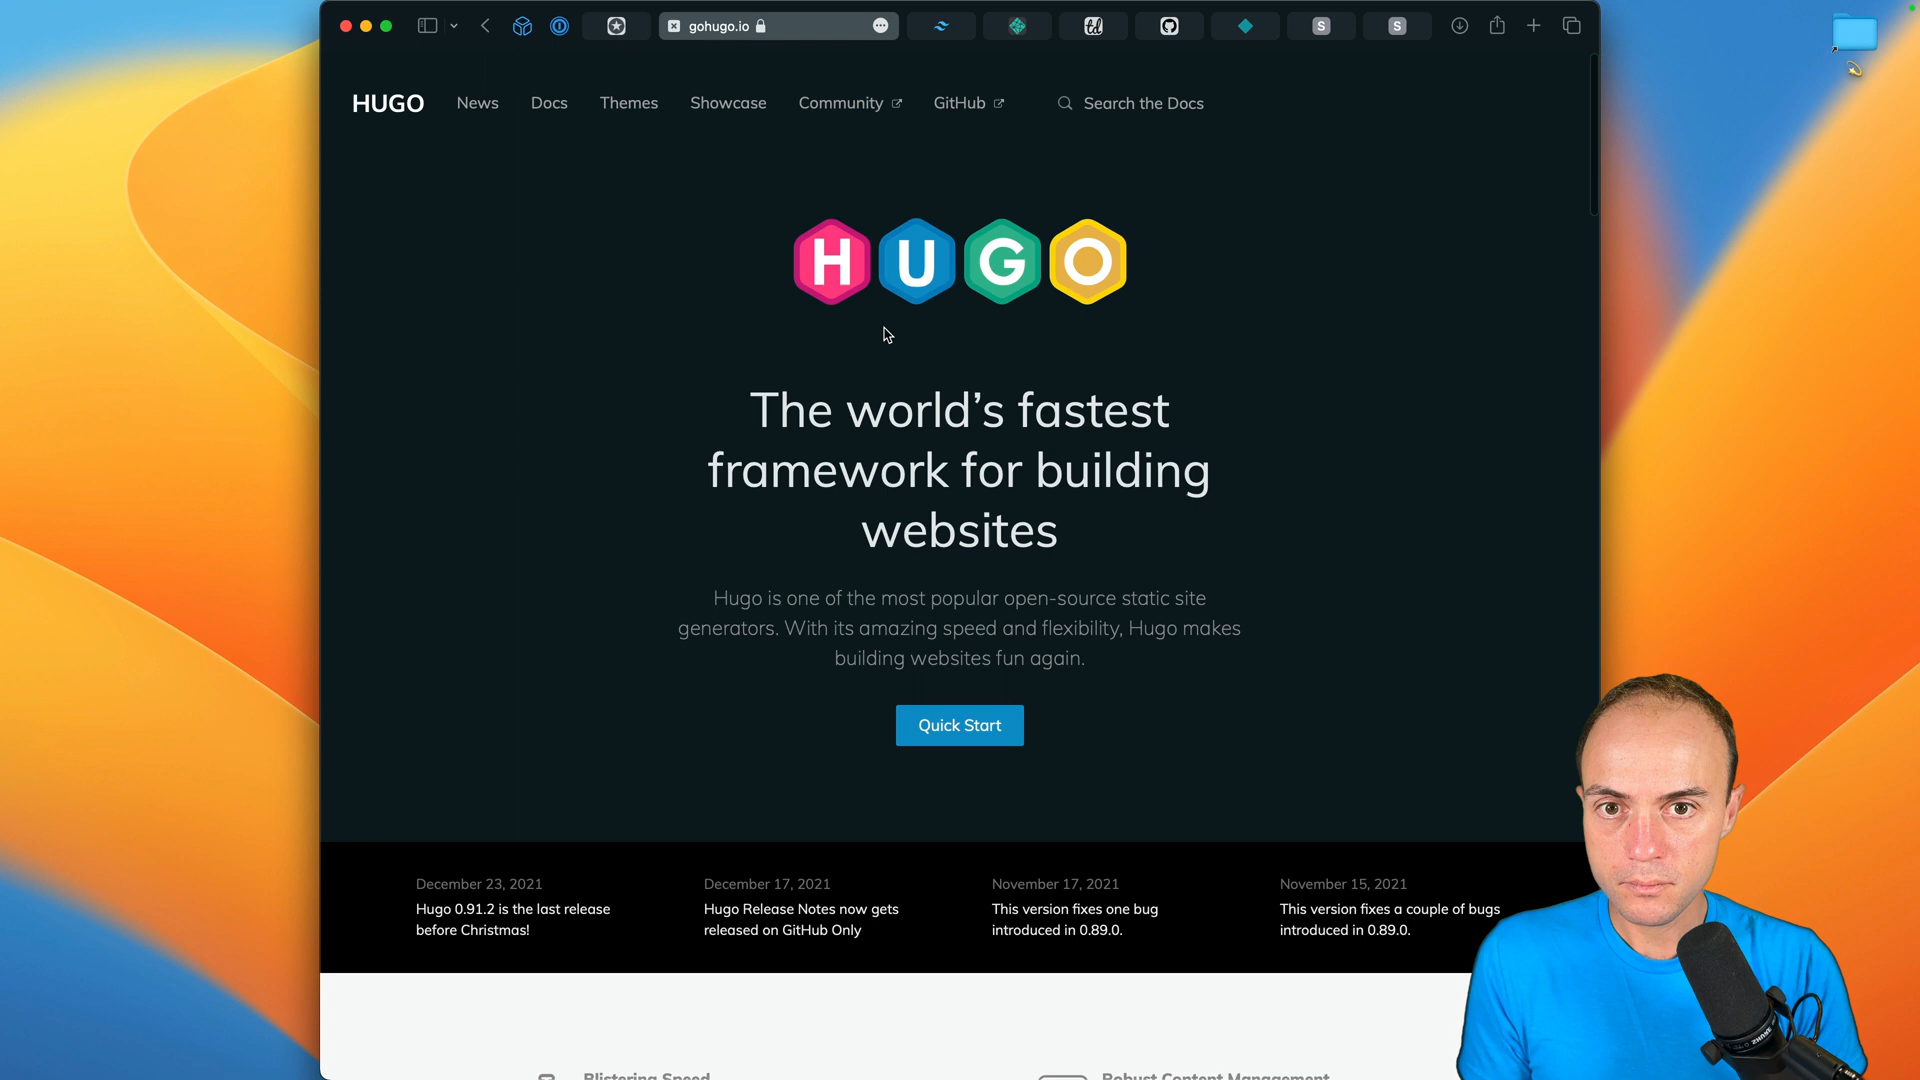 gohugo.io
S
S
HUGO
News
Docs
Themes
Showcase
Community
GitHub
Search the Docs
HUGO
The world’s fastest
framework for building
websites
Hugo is one of the most popular open-source static site
generators. With its amazing speed and flexibility, Hugo makes
building websites fun again.
Quick Start
December 23, 2021
Hugo 0.91.2 is the last release
before Christmas!
December 17, 2021
Hugo Release Notes now gets
released on GitHub Only
November 17, 2021
This version fixes one bug
introduced in 0.89.0.
November 15, 2021
This version fixes a couple of bugs
introduced in 0.89.0.
Blistering Speed
Robust Content Management